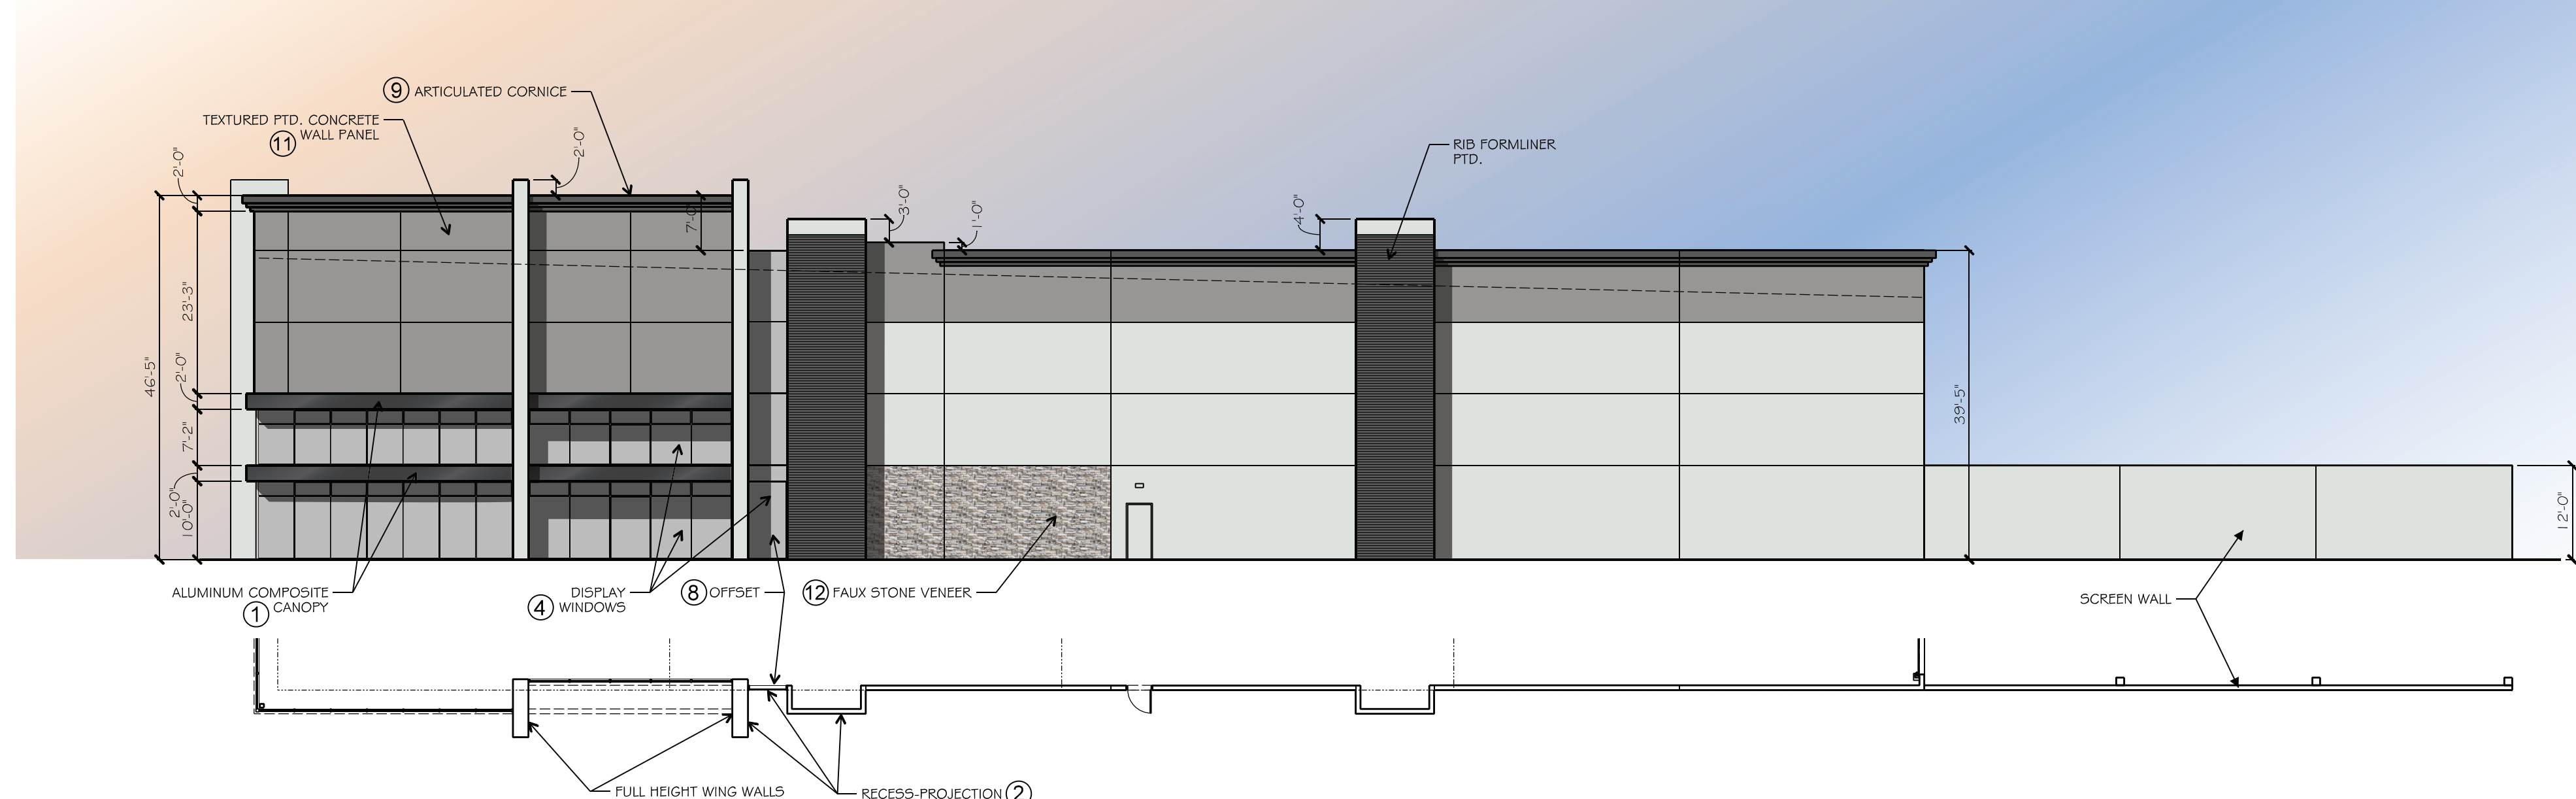 9 ARTICULATED CORNICE
TEXTURED PTD. CONCRETE
11 WALL PANEL
RIB FORMLINER
PTD.
2'-0"
2'-0"
7'-0"
3'-0"
1'-0"
4'-0"
46'-5"
23'-3"
2'-0"
7'-2"
2'-0"
10'-0"
39'-5"
12'-0"
ALUMINUM COMPOSITE
1 CANOPY
DISPLAY
4 WINDOWS
8 OFFSET
12 FAUX STONE VENEER
SCREEN WALL
FULL HEIGHT WING WALLS
RECESS-PROJECTION 2